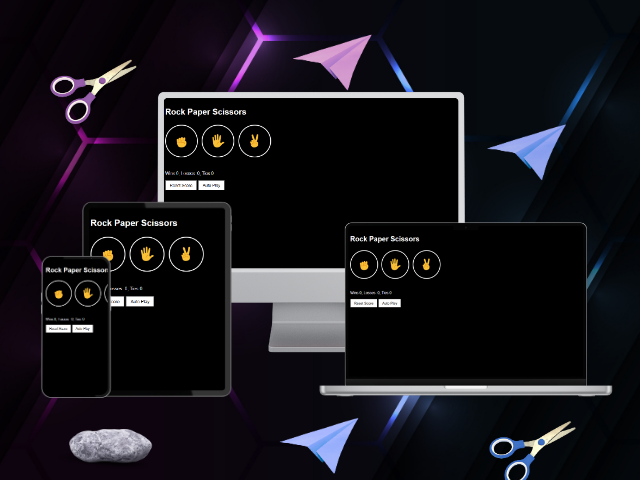 Rock Paper Scissors
Wins 0, Losses: 0, Ties 0
Reset Score Auto Play
Rock Paper Scissors
osses: 0, Ties 0
Auto Play
Rock Paper Scissors
Wins 0, Losses: 0, Ties 0
Reset Score Auto Play
Rock Paper Scissors
Wins 0, Losses: 0, Ties 0
Reset Score Auto Play